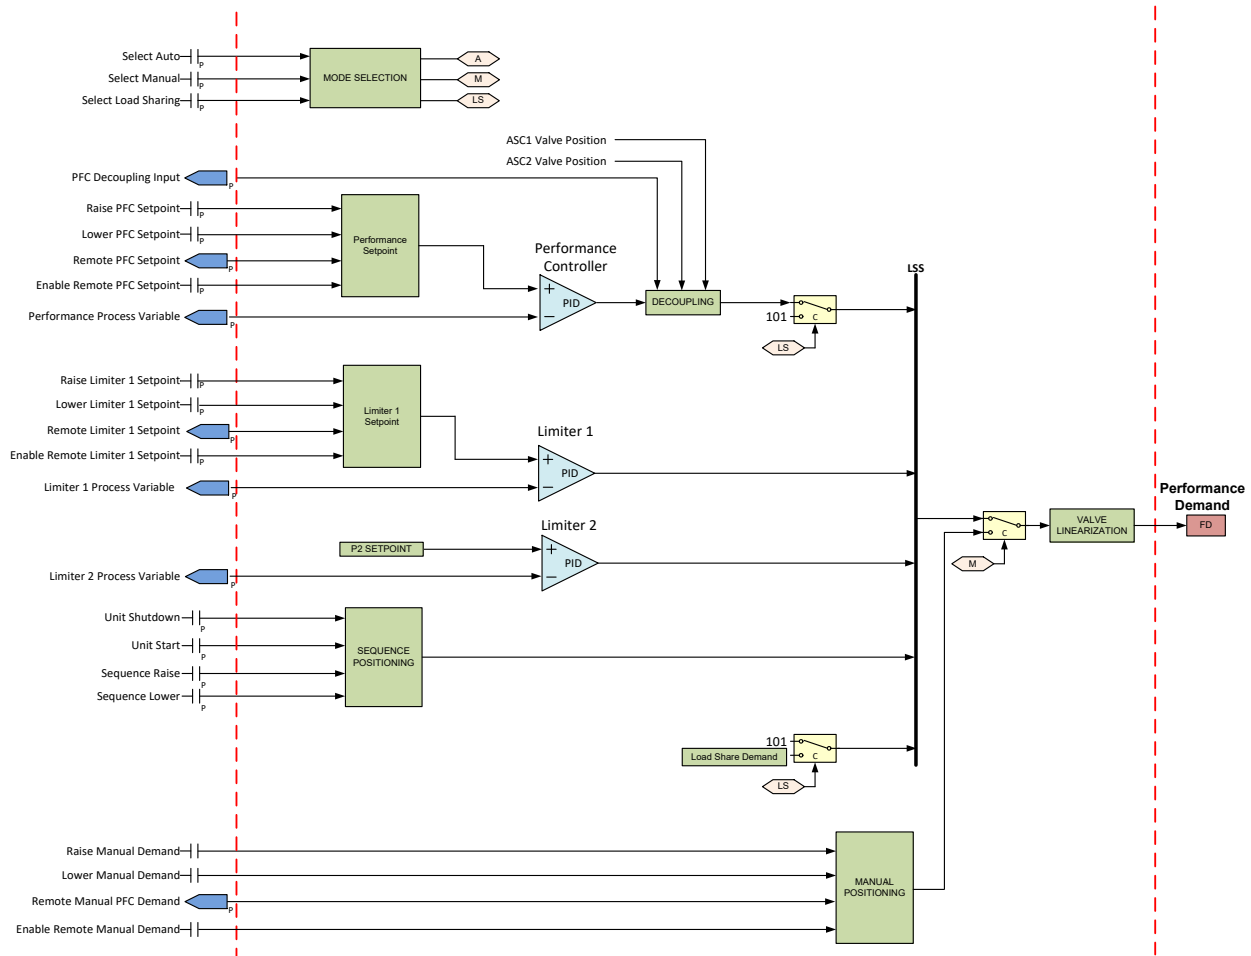 Select Auto
P
Select Manual
P
Select Load Sharing
P
MODE SELECTION
A
M
LS
ASC1 Valve Position
ASC2 Valve Position
PFC Decoupling Input
P
Raise PFC Setpoint
P
Lower PFC Setpoint
P
Remote PFC Setpoint
P
Enable Remote PFC Setpoint
P
Performance
Setpoint
Performance Process Variable
P
Performance
Controller
+
PID
−
DECOUPLING
101
C
LS
LSS
Raise Limiter 1 Setpoint
P
Lower Limiter 1 Setpoint
P
Remote Limiter 1 Setpoint
P
Enable Remote Limiter 1 Setpoint
P
Limiter 1
Setpoint
Limiter 1 Process Variable
P
Limiter 1
+
PID
−
P2 SETPOINT
Limiter 2 Process Variable
P
Limiter 2
+
PID
−
Unit Shutdown
P
Unit Start
P
Sequence Raise
P
Sequence Lower
P
SEQUENCE
POSITIONING
101
Load Share Demand
C
LS
C
M
VALVE
LINEARIZATION
Performance
Demand
FD
Raise Manual Demand
Lower Manual Demand
Remote Manual PFC Demand
P
Enable Remote Manual Demand
MANUAL
POSITIONING